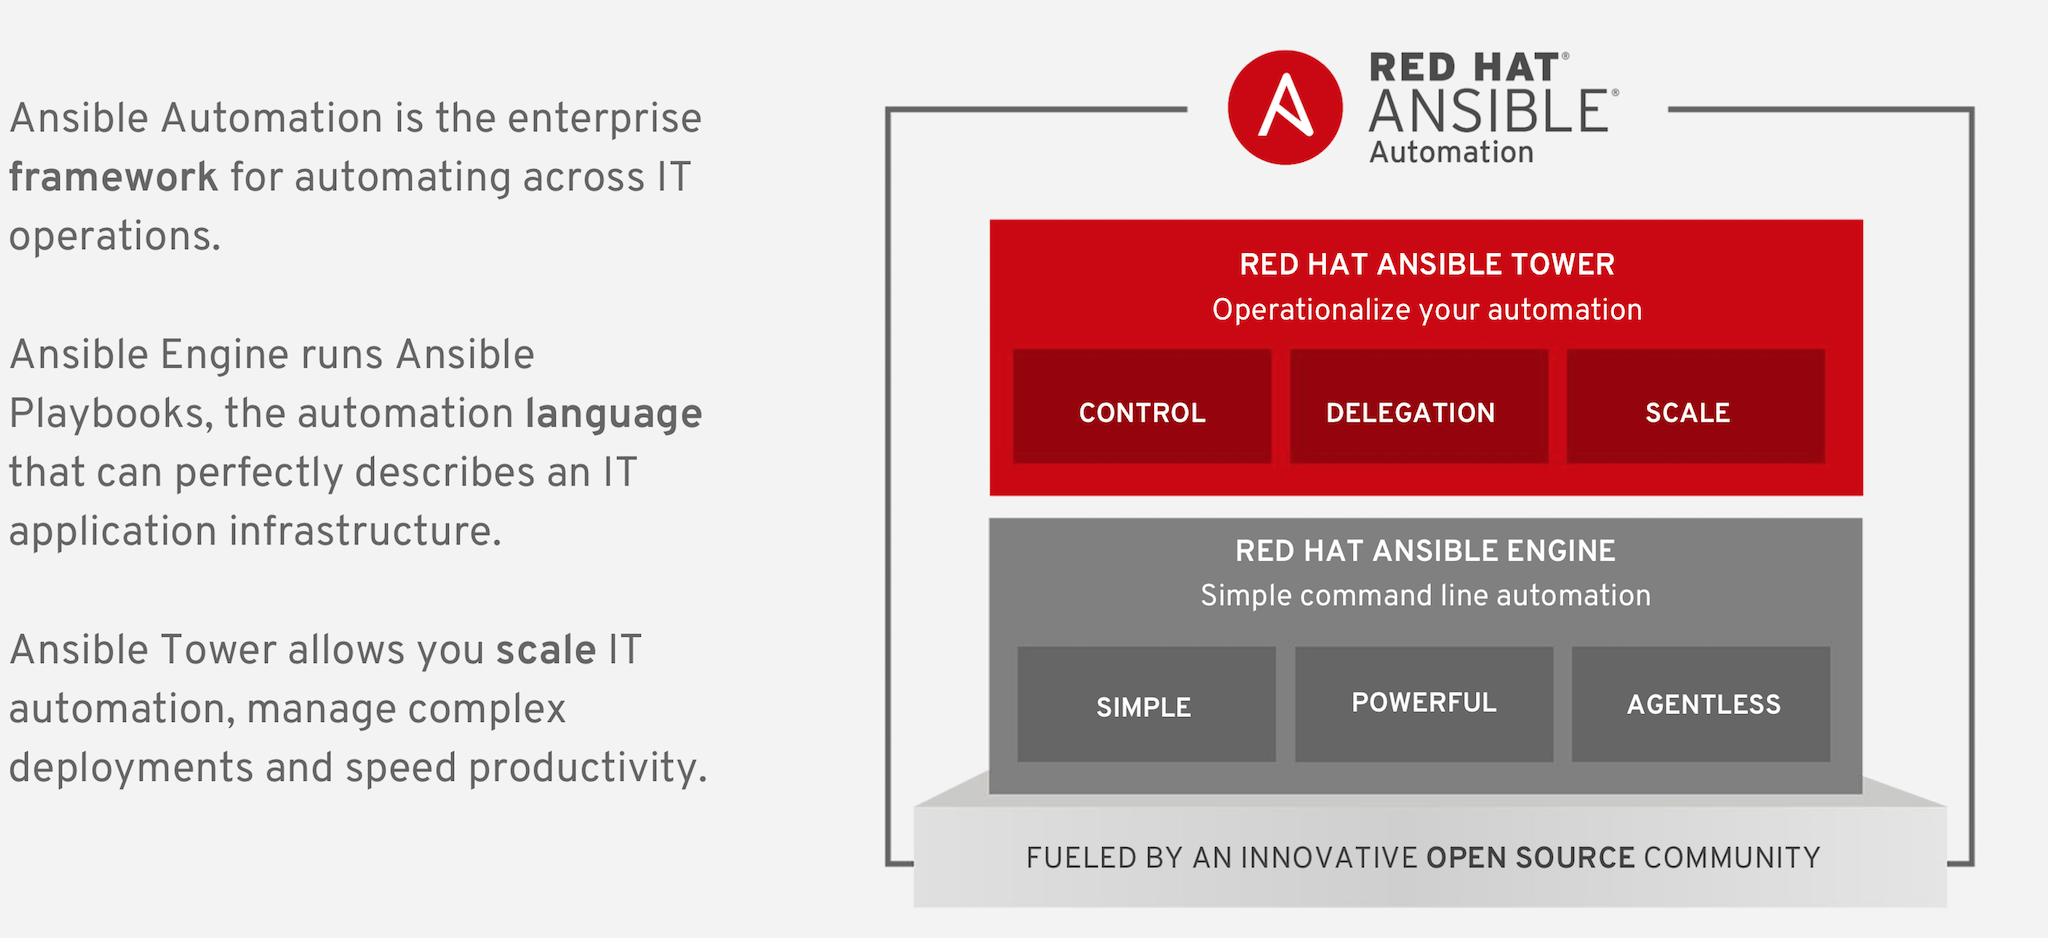 Ansible Automation is the enterprise
framework for automating across IT
operations.
Ansible Engine runs Ansible
Playbooks, the automation language
that can perfectly describes an IT
application infrastructure.
Ansible Tower allows you scale IT
automation, manage complex
deployments and speed productivity.
RED HAT®
ANSIBLE®
Automation
RED HAT ANSIBLE TOWER
Operationalize your automation
CONTROL
DELEGATION
SCALE
RED HAT ANSIBLE ENGINE
Simple command line automation
SIMPLE
POWERFUL
AGENTLESS
FUELED BY AN INNOVATIVE OPEN SOURCE COMMUNITY